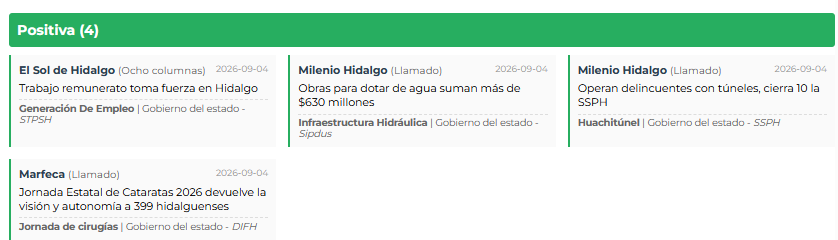 Positiva (4)
El Sol de Hidalgo (Ocho columnas) 2026-09-04
Trabajo remunerato toma fuerza en Hidalgo
Generación De Empleo | Gobierno del estado -
STPSH
Milenio Hidalgo (Llamado) 2026-09-04
Obras para dotar de agua suman más de
$630 millones
Infraestructura Hidráulica | Gobierno del estado -
Sipdus
Milenio Hidalgo (Llamado) 2026-09-04
Operan delincuentes con túneles, cierra 10 la
SSPH
Huachitúnel | Gobierno del estado - SSPH
Marfeca (Llamado) 2026-09-04
Jornada Estatal de Cataratas 2026 devuelve la
visión y autonomía a 399 hidalguenses
Jornada de cirugías | Gobierno del estado - DIFH